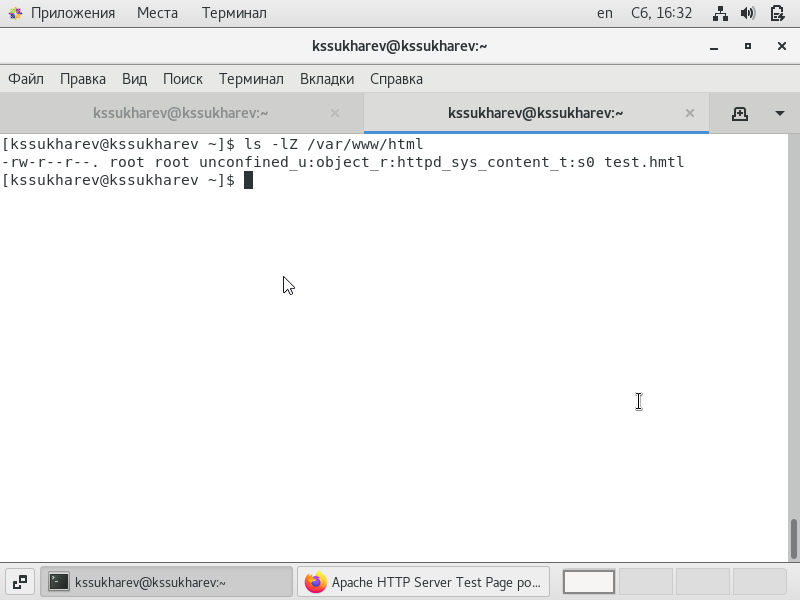 Приложения Места Терминал en Сб, 16:32
kssukharev@kssukharev:~
Файл Правка Вид Поиск Терминал Вкладки Справка
kssukharev@kssukharev:~ kssukharev@kssukharev:~
[kssukharev@kssukharev ~]$ ls -lZ /var/www/html
-rw-r--r--. root root unconfined_u:object_r:httpd_sys_content_t:s0 test.hmtl
[kssukharev@kssukharev ~]$
kssukharev@kssukharev:~ Apache HTTP Server Test Page po...